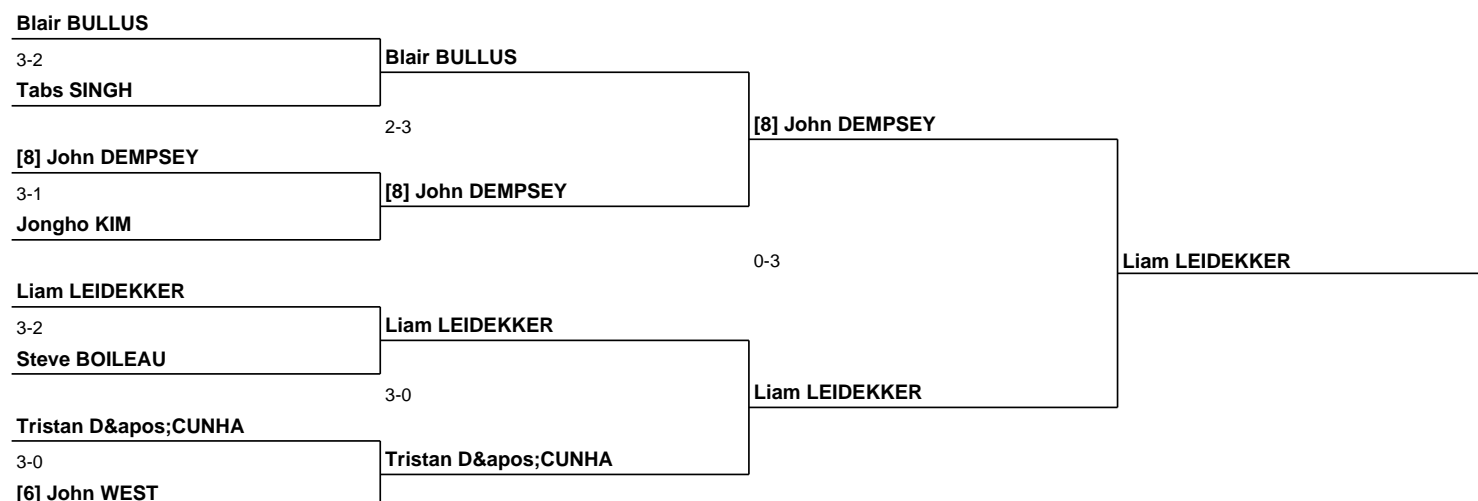 Blair BULLUS
3-2
Tabs SINGH
Blair BULLUS
2-3
[8] John DEMPSEY
[8] John DEMPSEY
3-1
Jongho KIM
[8] John DEMPSEY
0-3
Liam LEIDEKKER
Liam LEIDEKKER
3-2
Steve BOILEAU
Liam LEIDEKKER
3-0
Liam LEIDEKKER
Tristan D&apos;CUNHA
3-0
[6] John WEST
Tristan D&apos;CUNHA